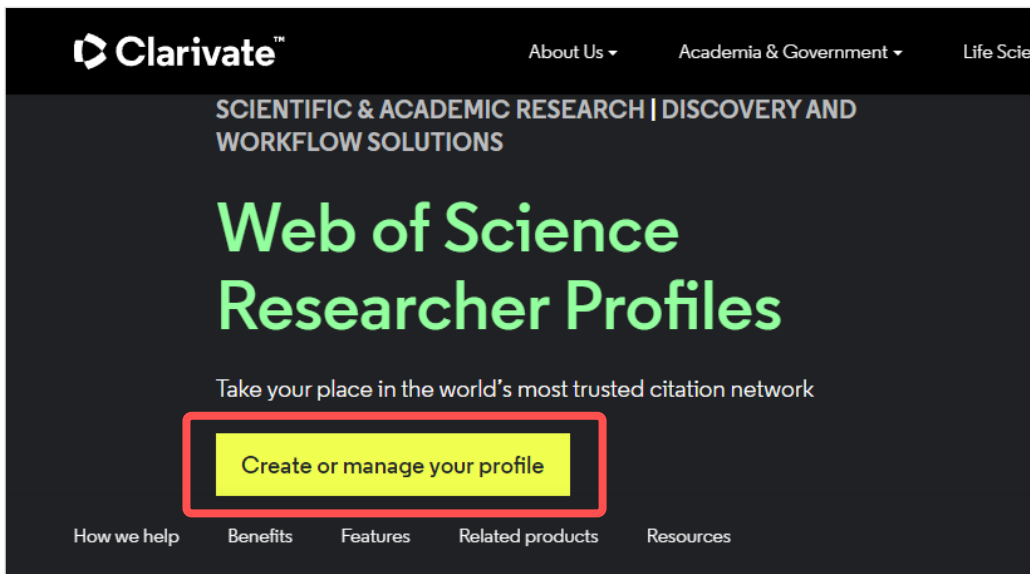 Clarivate™
About Us
Academia & Government
SCIENTIFIC & ACADEMIC RESEARCH | DISCOVERY AND
WORKFLOW SOLUTIONS
Web of Science
Researcher Profiles
Take your place in the world's most trusted citation network
Create or manage your profile
How we help Benefits Features Related products Resources